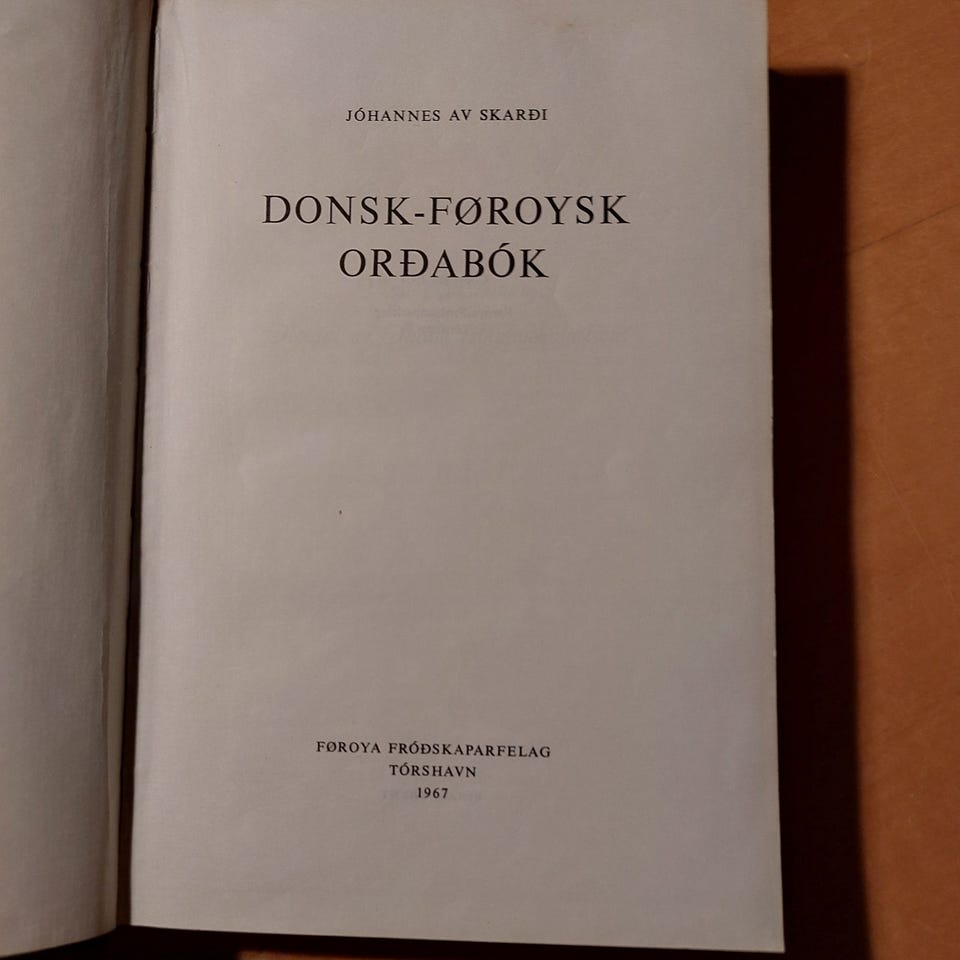 JÓHANNES AV SKARÐI
DONSK-FØROYSK
ORÐABÓK
FØROYA FRÓÐSKAPARFELAG
TÓRSHAVN
1967